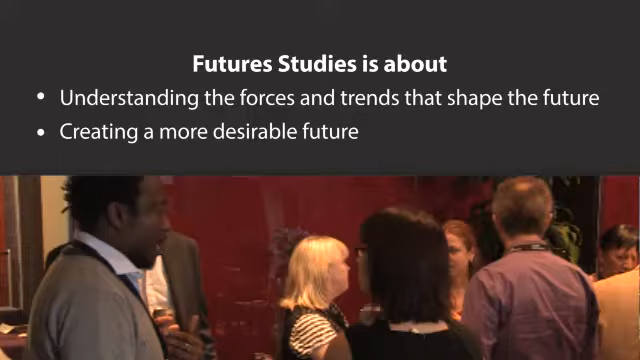 Futures Studies is about
• Understanding the forces and trends that shape the future
• Creating a more desirable future